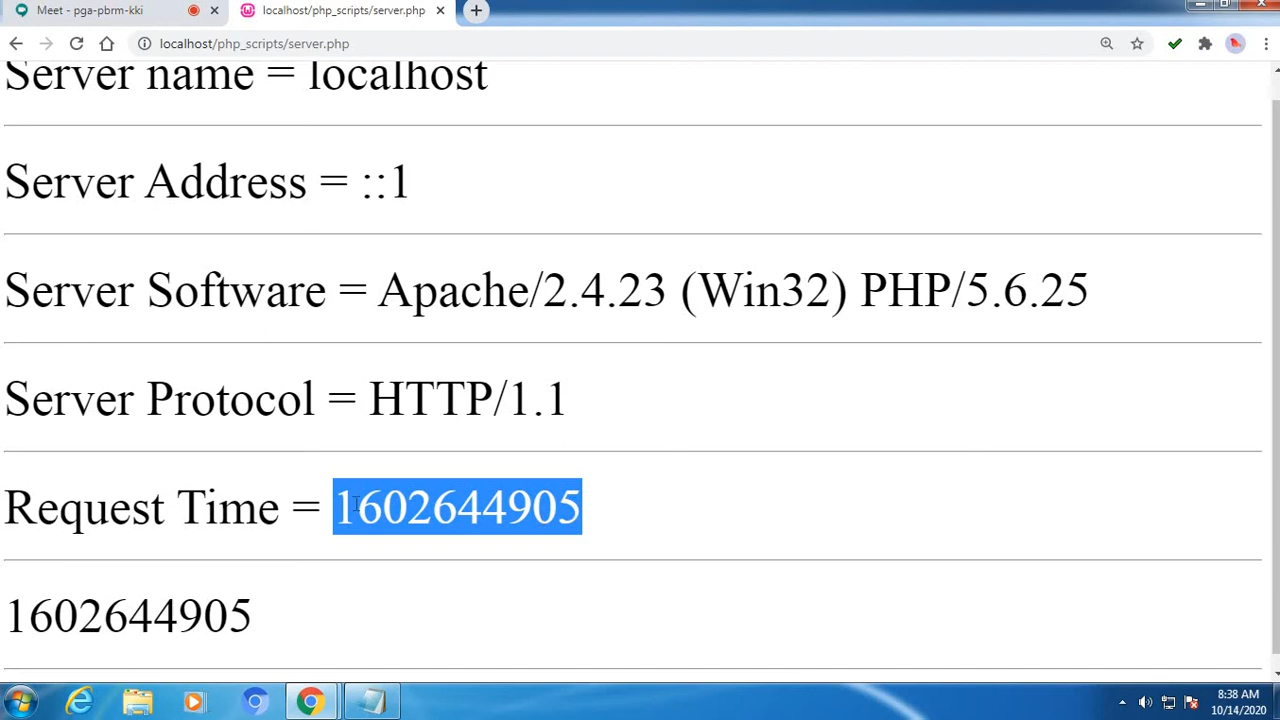 Meet - pga-pbrm-kki
localhost/php_scripts/server.php
localhost/php_scripts/server.php
Server name = localhost
Server Address = ::1
Server Software = Apache/2.4.23 (Win32) PHP/5.6.25
Server Protocol = HTTP/1.1
Request Time = 1602644905
1602644905
8:38 AM
10/14/2020